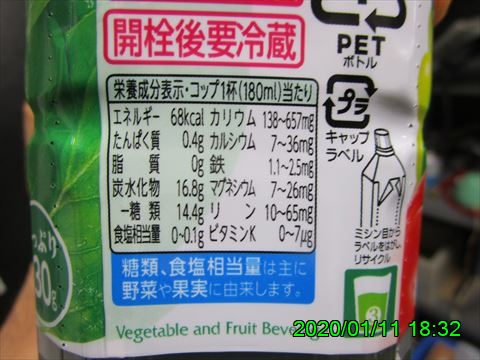 開栓後要冷蔵
PET
ボトル
プラ
キャップ
ラベル
栄養成分表示・コップ1杯(180ml)当たり
エネルギー 68kcal カリウム 138~657mg
たんぱく質 0.4g カルシウム 7~36mg
脂質 0g 鉄 1.1~2.5mg
炭水化物 16.8g マグネシウム 7~26mg
ー糖類 14.4g リン 10~65mg
食塩相当量 0~0.1g ビタミンK 0~7μg
糖類、食塩相当量は主に
野菜や果実に由来します。
ミシン目から
ラベルをはがし、
リサイクル
30g
Vegetable and Fruit
2020/01/11 18:32